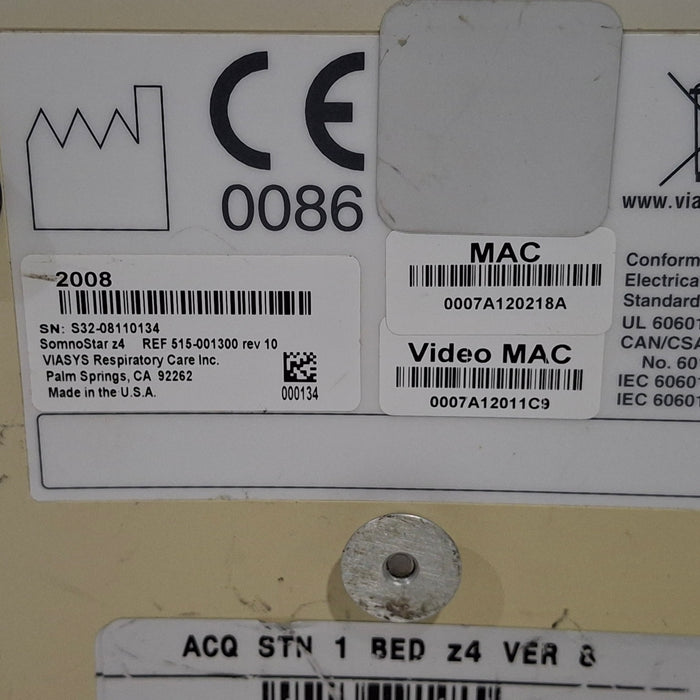 CE
0086
www.via
2008
SN: S32-08110134
SomnoStar z4 REF 515-001300 rev 10
VIASYS Respiratory Care Inc.
Palm Springs, CA 92262
Made in the U.S.A.
000134
MAC
0007A120218A
Video MAC
0007A12011C9
Conform
Electrica
Standard
UL 60601
CAN/CSA
No. 60
IEC 6060
IEC 6060
ACQ STN 1 BED z4 VER 8